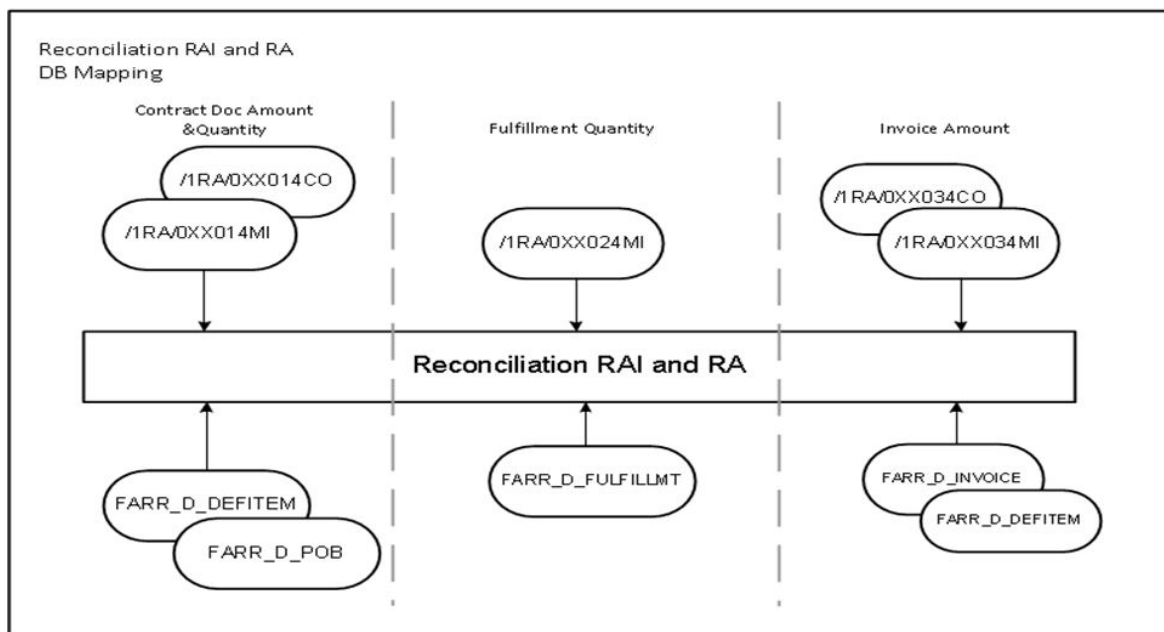 Reconciliation RAI and RA
DB Mapping
Contract Doc Amount
&Quantity
Fulfillment Quantity
Invoice Amount
/1RA/0XX014CO
/1RA/0XX014MI
/1RA/0XX024MI
/1RA/0XX034CO
/1RA/0XX034MI
Reconciliation RAI and RA
FARR_D_DEFITEM
FARR_D_POB
FARR_D_FULFILLMT
FARR_D_INVOICE
FARR_D_DEFITEM